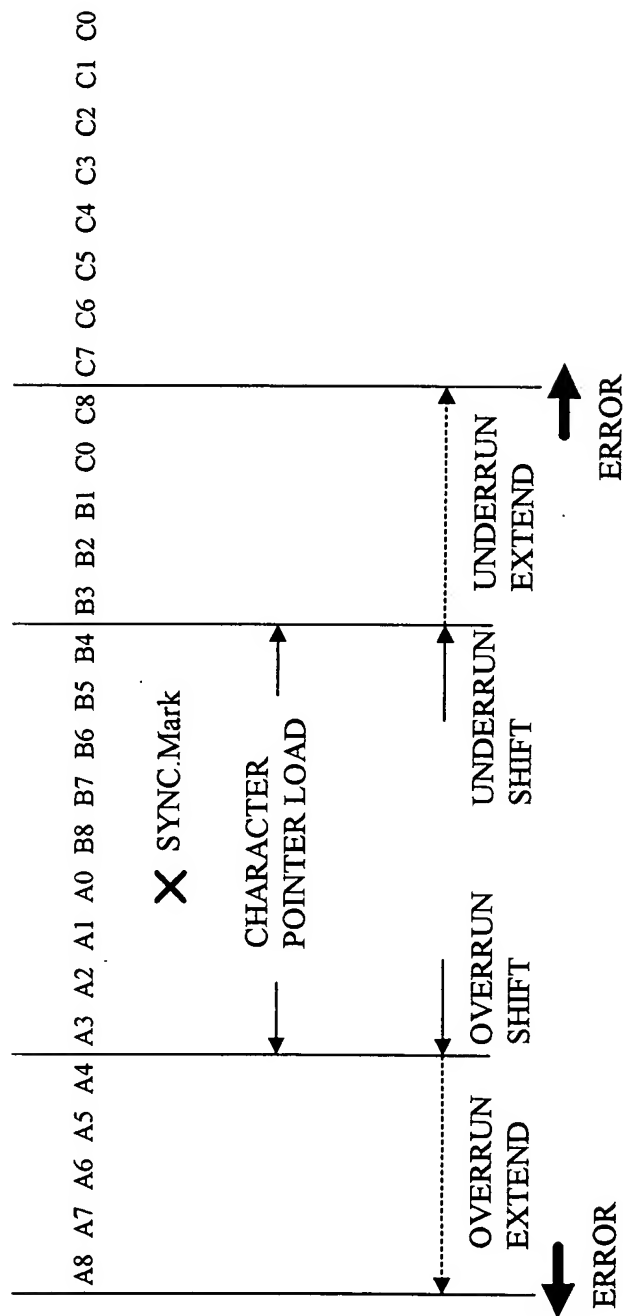 A8 A7 A6 A5 A4 A3 A2 A1 A0 B8 B7 B6 B5 B4 B3 B2 B1 C0 C8 C7 C6 C5 C4 C3 C2 C1 C0
SYNC.Mark
CHARACTER
POINTER LOAD
OVERRUN
EXTEND
OVERRUN
SHIFT
UNDERRUN
SHIFT
UNDERRUN
EXTEND
ERROR
ERROR